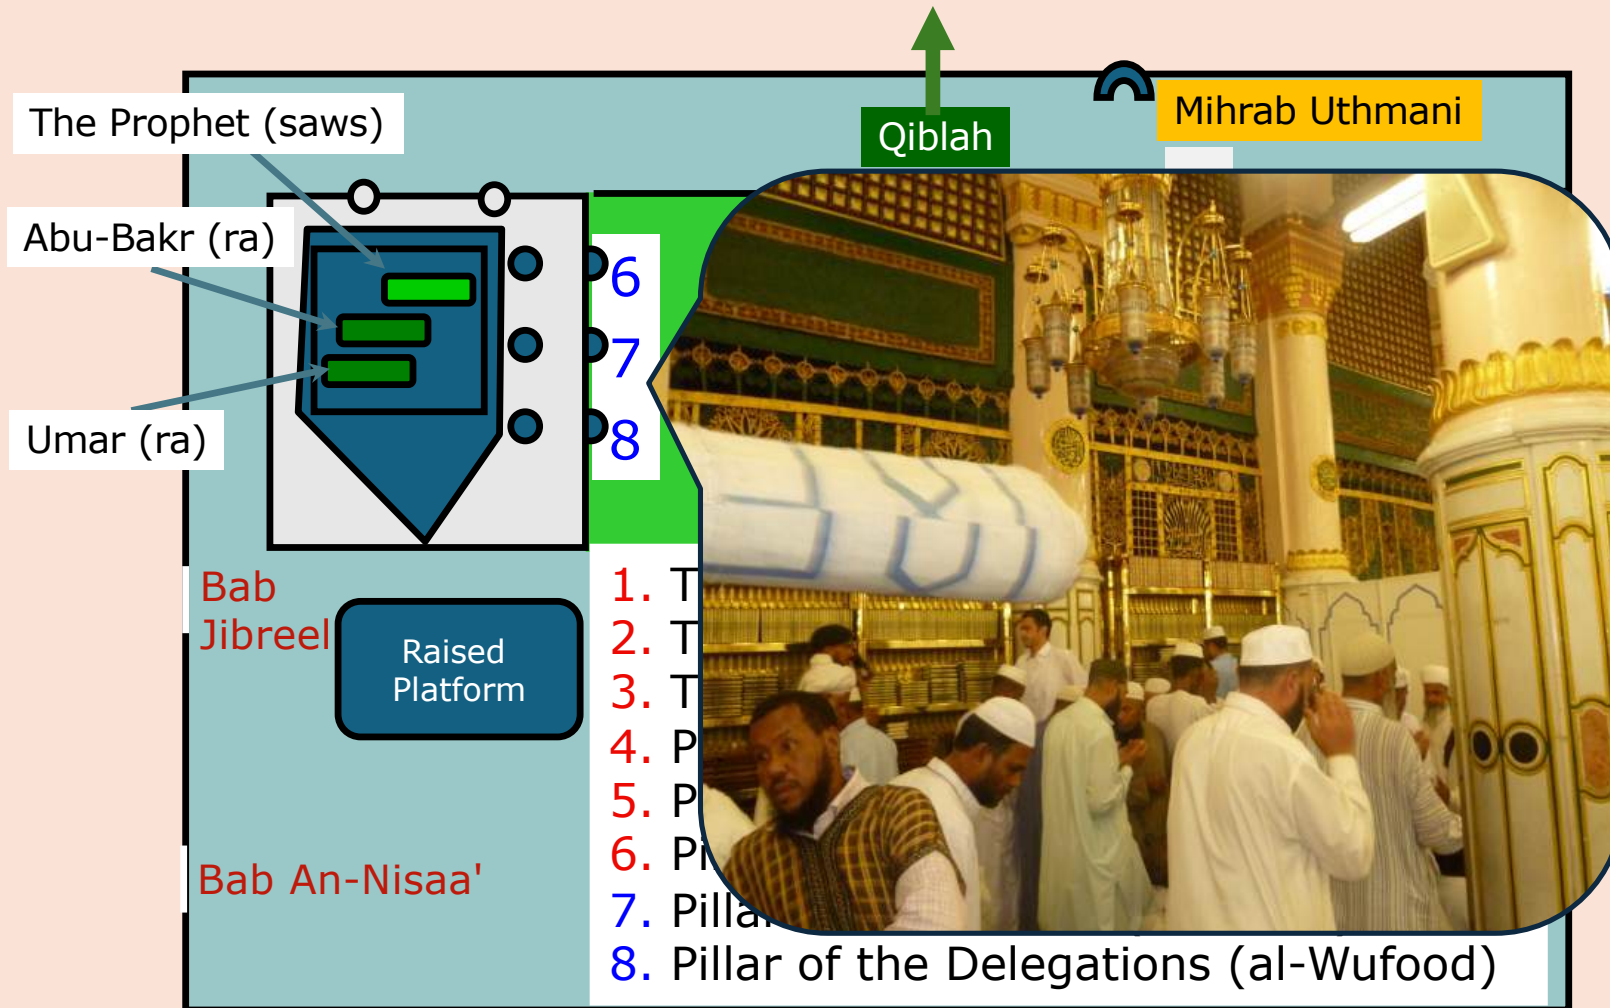 The Prophet (saws)
Qiblah
Mihrab Uthmani
Abu-Bakr (ra)
Umar (ra)
6
7
8
Bab
Jibreel
Raised
Platform
Bab An-Nisaa'
1. T
2. T
3. T
4. P
5. P
6. Pi
7. Pilla
8. Pillar of the Delegations (al-Wufood)